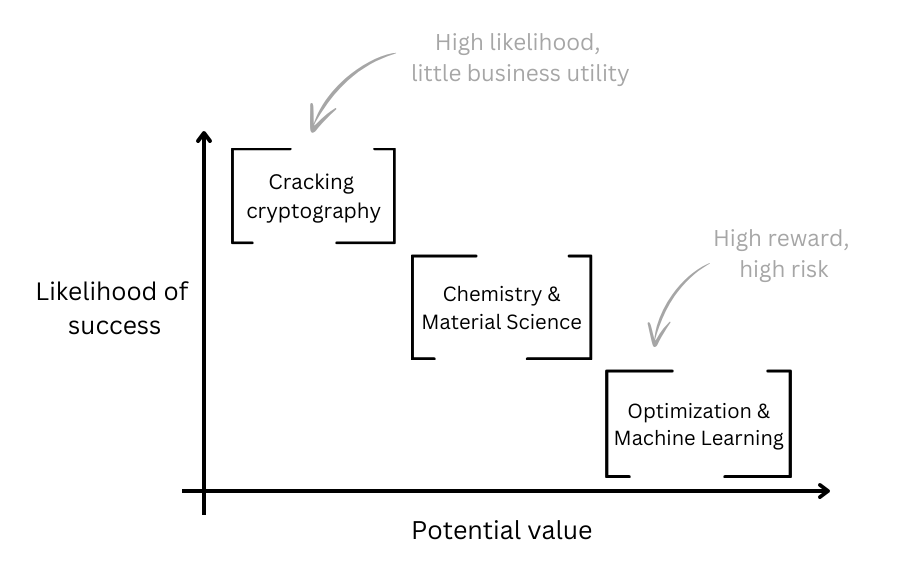 High likelihood,
little business utility
Cracking
cryptography
High reward,
high risk
Likelihood of
success
Chemistry &
Material Science
Optimization &
Machine Learning
Potential value